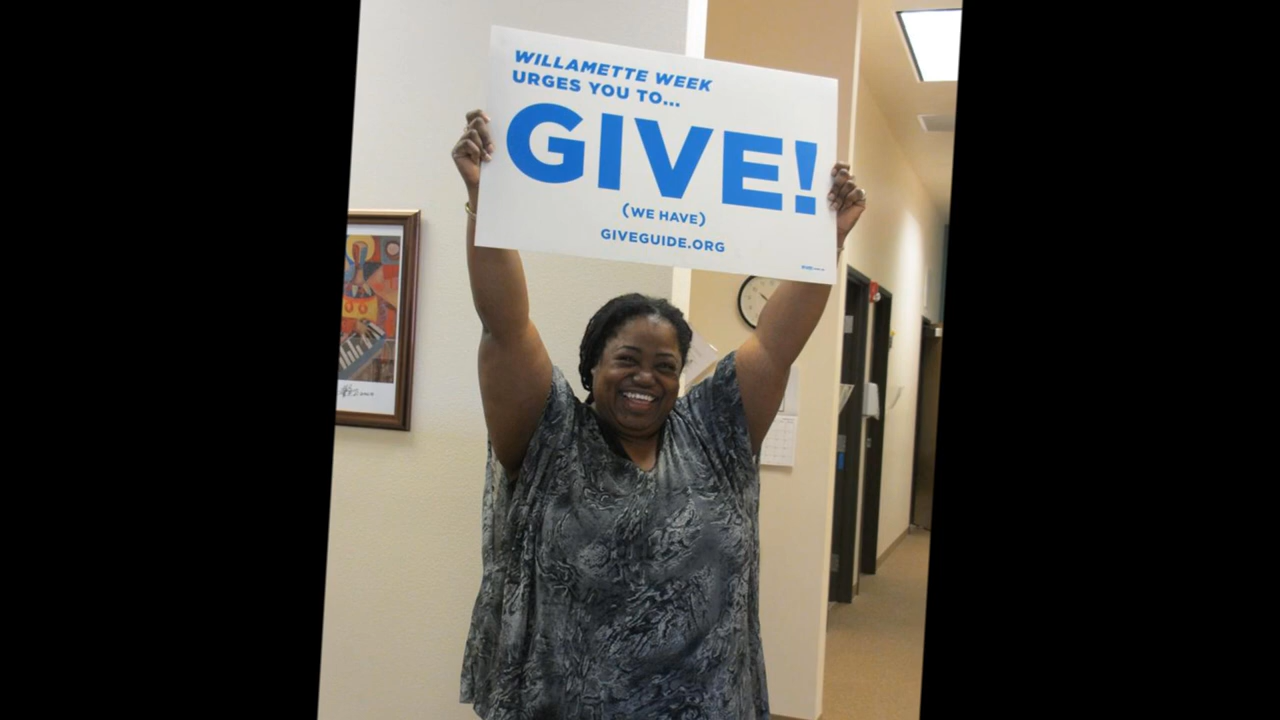 WILLAMETTE WEEK
URGES YOU TO...
GIVE!
(WE HAVE)
GIVEGUIDE.ORG